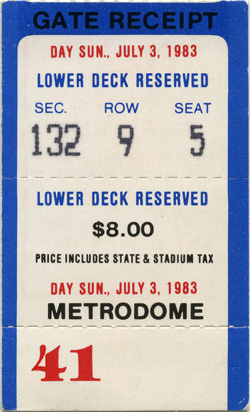 GATE RECEIPT
DAY SUN., JULY 3, 1983
LOWER DECK RESERVED
SEC. ROW SEAT
132 9 5
LOWER DECK RESERVED
$8.00
PRICE INCLUDES STATE & STADIUM TAX
DAY SUN., JULY 3, 1983
METRODOME
41